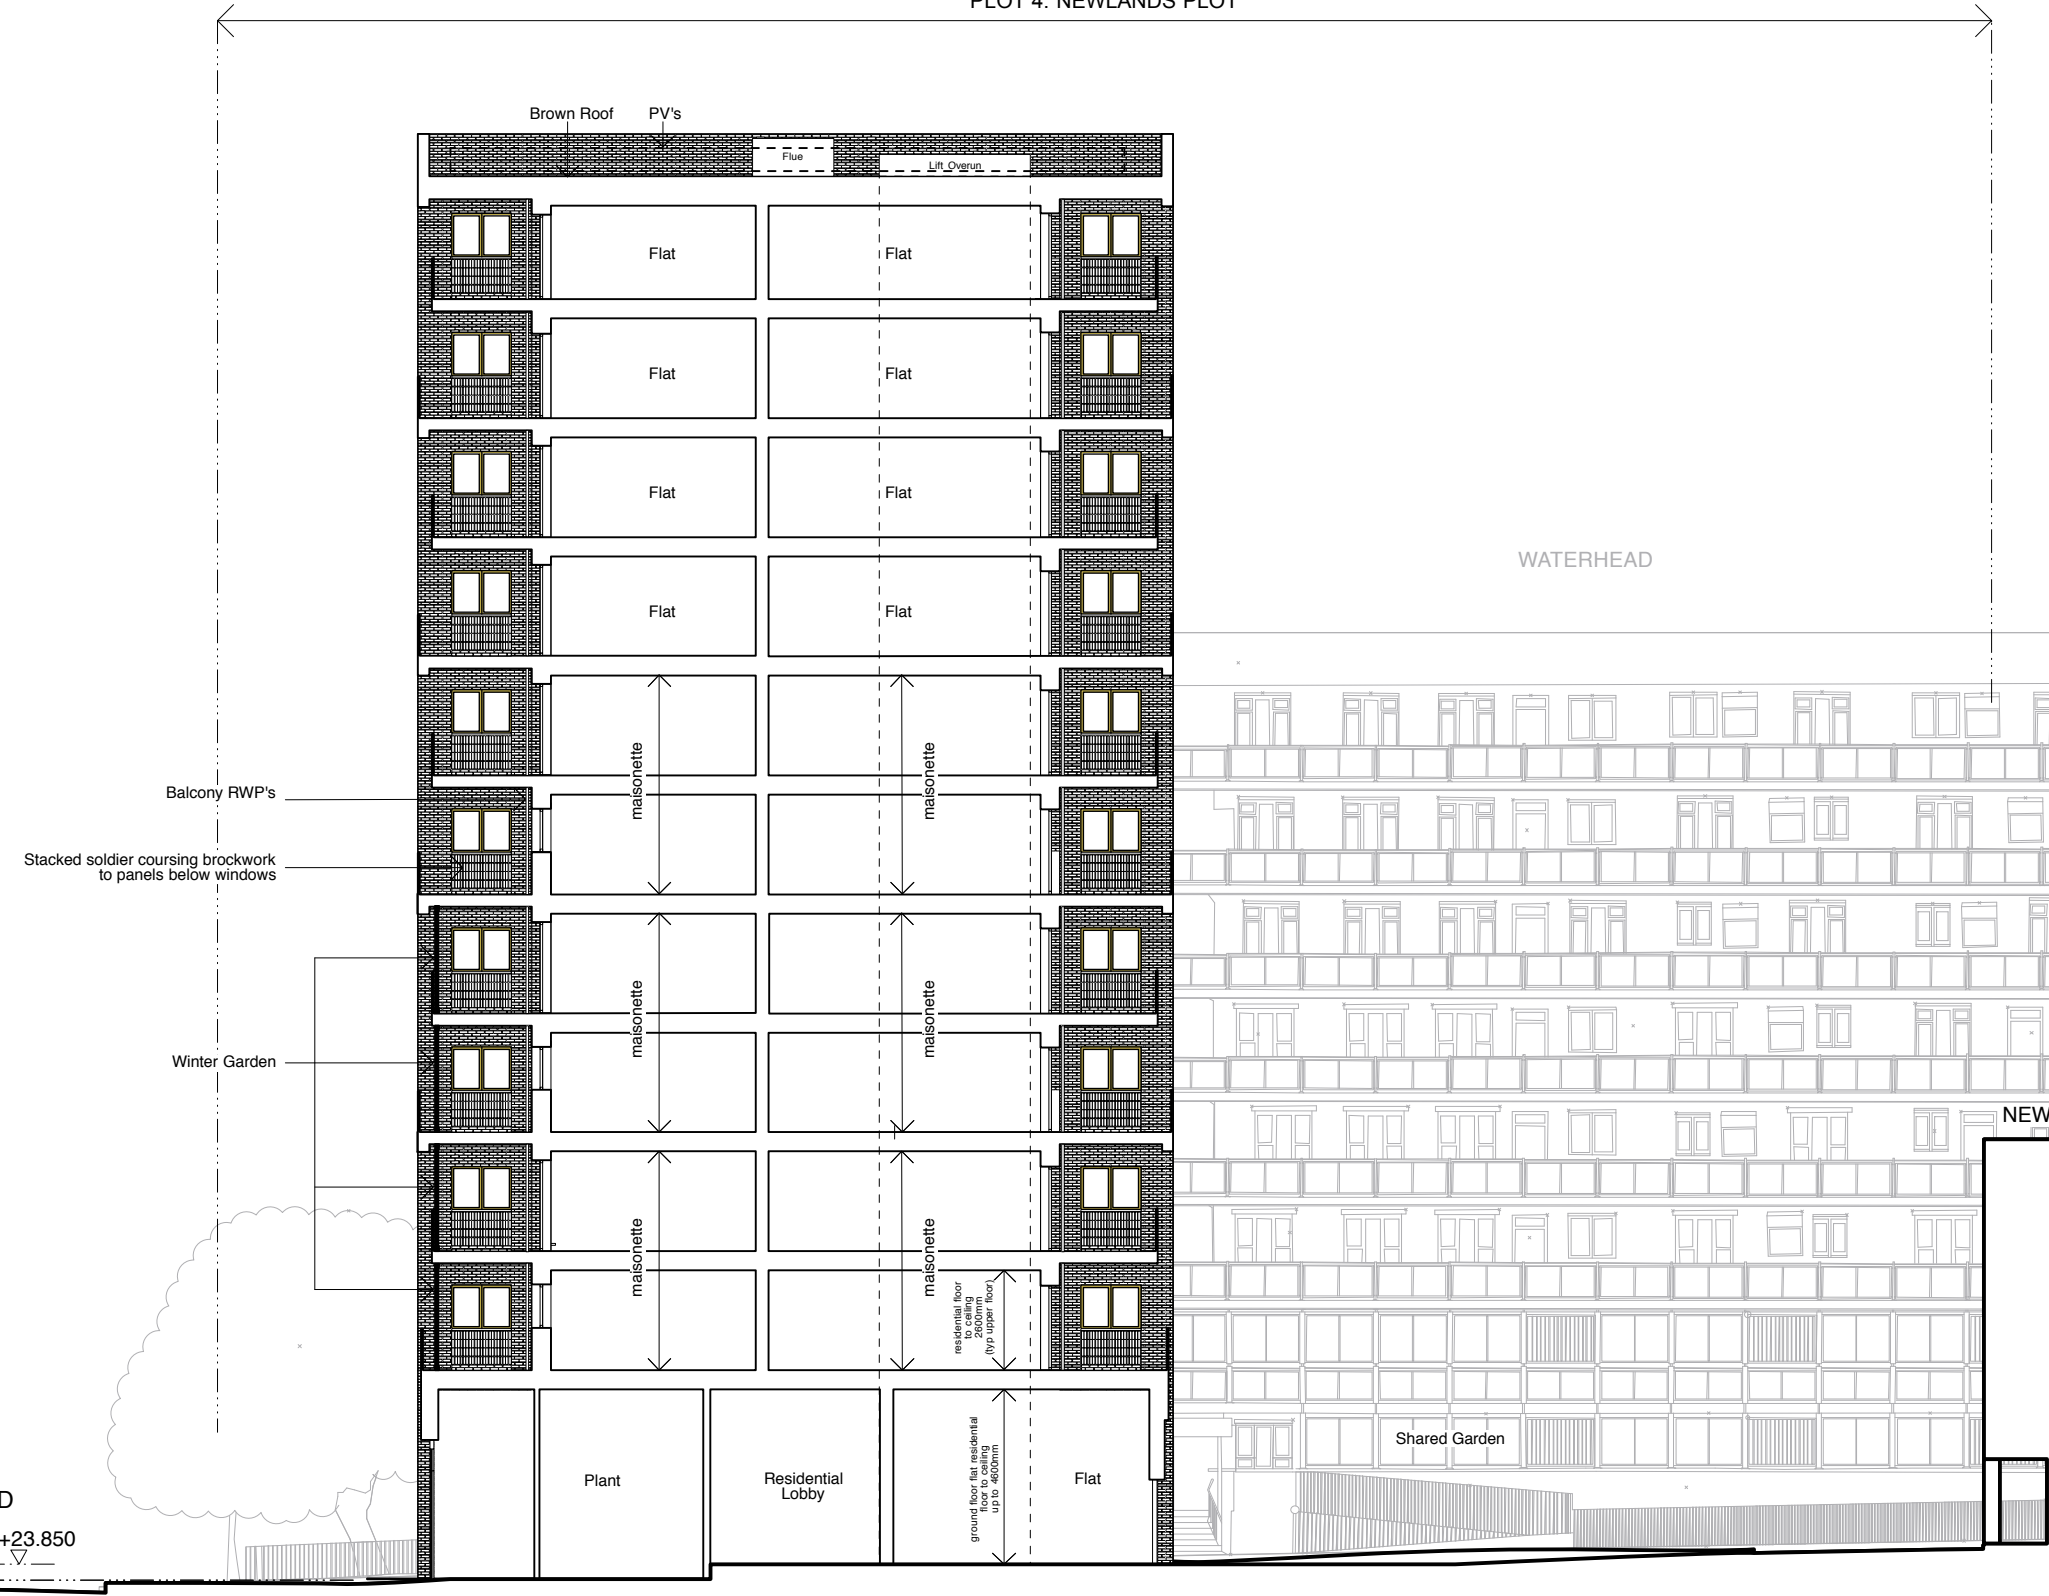 PLOT 4: NEWLANDS PLOT
Brown Roof
PV's
Flue
Lift Overun
Flat
Flat
Flat
Flat
Flat
Flat
Flat
Flat
WATERHEAD
maisonette
maisonette
Balcony RWP's
Stacked soldier coursing brockwork
to panels below windows
maisonette
maisonette
Winter Garden
NEW
maisonette
maisonette
residential floor
to ceiling
2600mm
(typ upper floor)
Shared Garden
Plant
Residential
Lobby
ground floor flat residential
floor to ceiling
up to 4600mm
Flat
D
+23.850